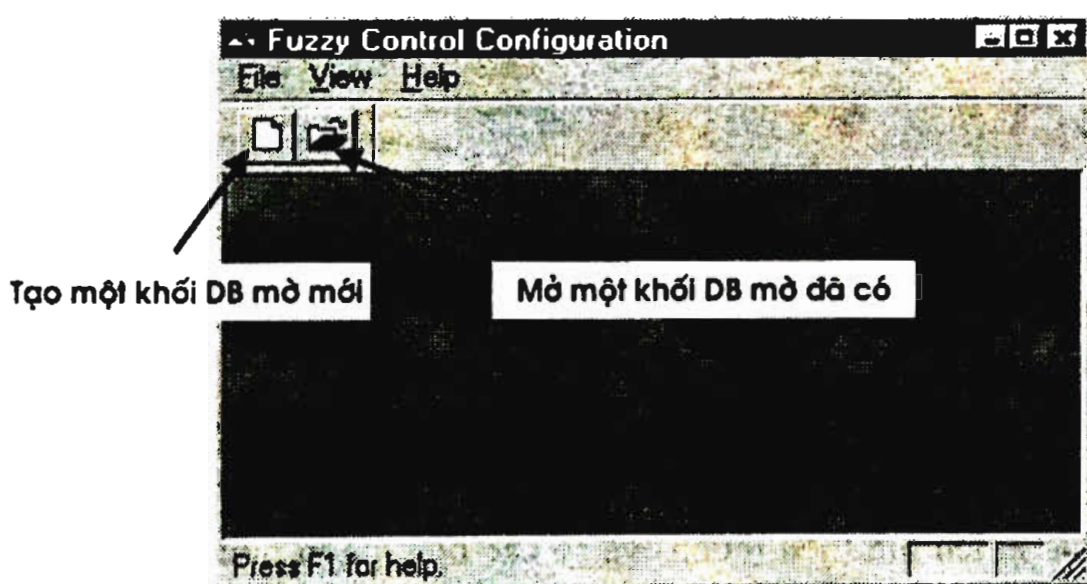 Fuzzy Control Configuration
File View Help
Tạo một khối DB mờ mới
Mở một khối DB mờ đã có
Press F1 for help.